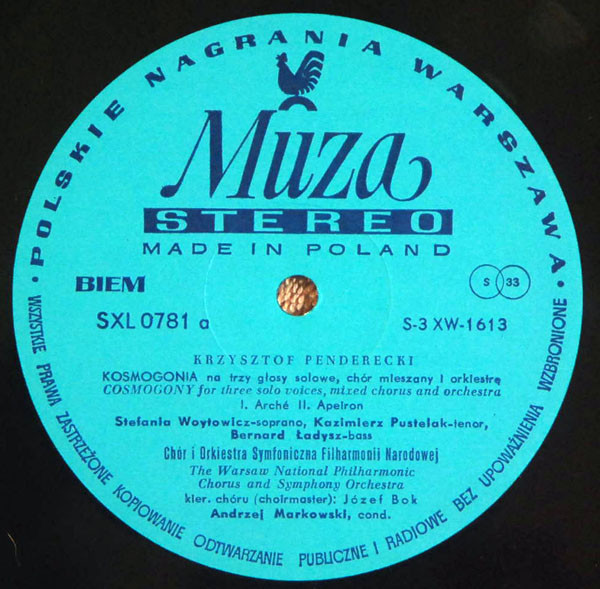 • POLSKIE NAGRANIA WARSZAWA •
Muza
STEREO
MADE IN POLAND
BIEM
S 33
SXL 0781 a
S-3 XW-1613
KRZYSZTOF PENDERECKI
KOSMOGONIA na trzy głosy solowe, chór mieszany i orkiestrę
COSMOGONY for three solo voices, mixed chorus and orchestra
I. Arché II. Apeiron
Stefania Woytowicz-soprano, Kazimierz Pustelak-tenor,
Bernard Ładysz-bass
Chór i Orkiestra Symfoniczna Filharmonii Narodowej
The Warsaw National Philharmonic
Chorus and Symphony Orchestra
kier. chóru (choirmaster): Józef Bok
Andrzej Markowski, cond.
WSZYSTKIE PRAWA ZASTRZEŻONE KOPIOWANIE ODTWARZANIE PUBLICZNE I RADIOWE BEZ UPOWAŻNIENIA WZBRONIONE